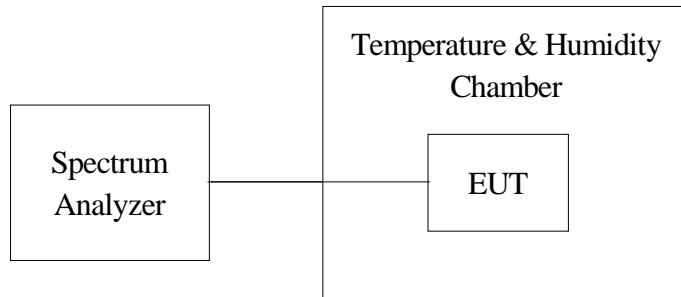 Temperature & Humidity
Chamber
Spectrum
Analyzer
EUT